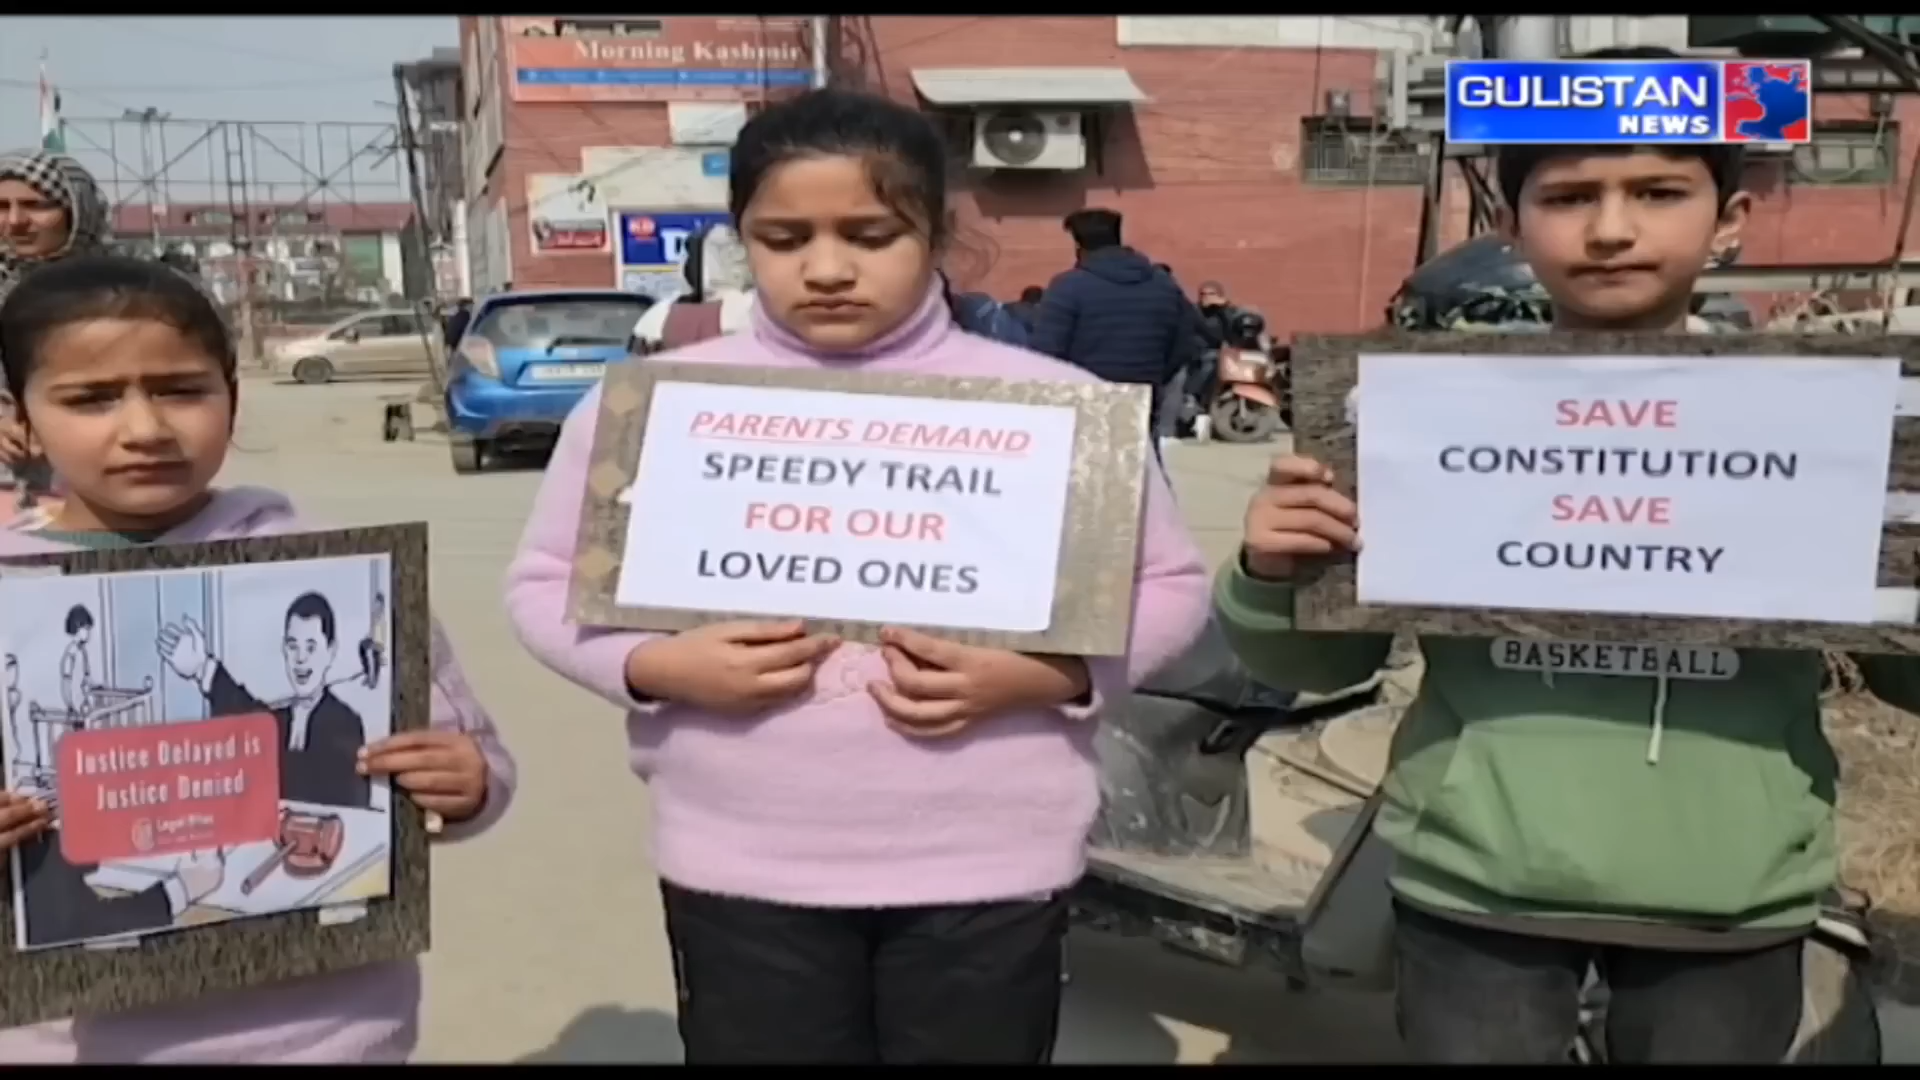 Morning Kashmir
GULISTAN
NEWS
PARENTS DEMAND
SPEEDY TRAIL
FOR OUR
LOVED ONES
SAVE
CONSTITUTION
SAVE
COUNTRY
BASKETBALL
Justice Delayed is
Justice Denied